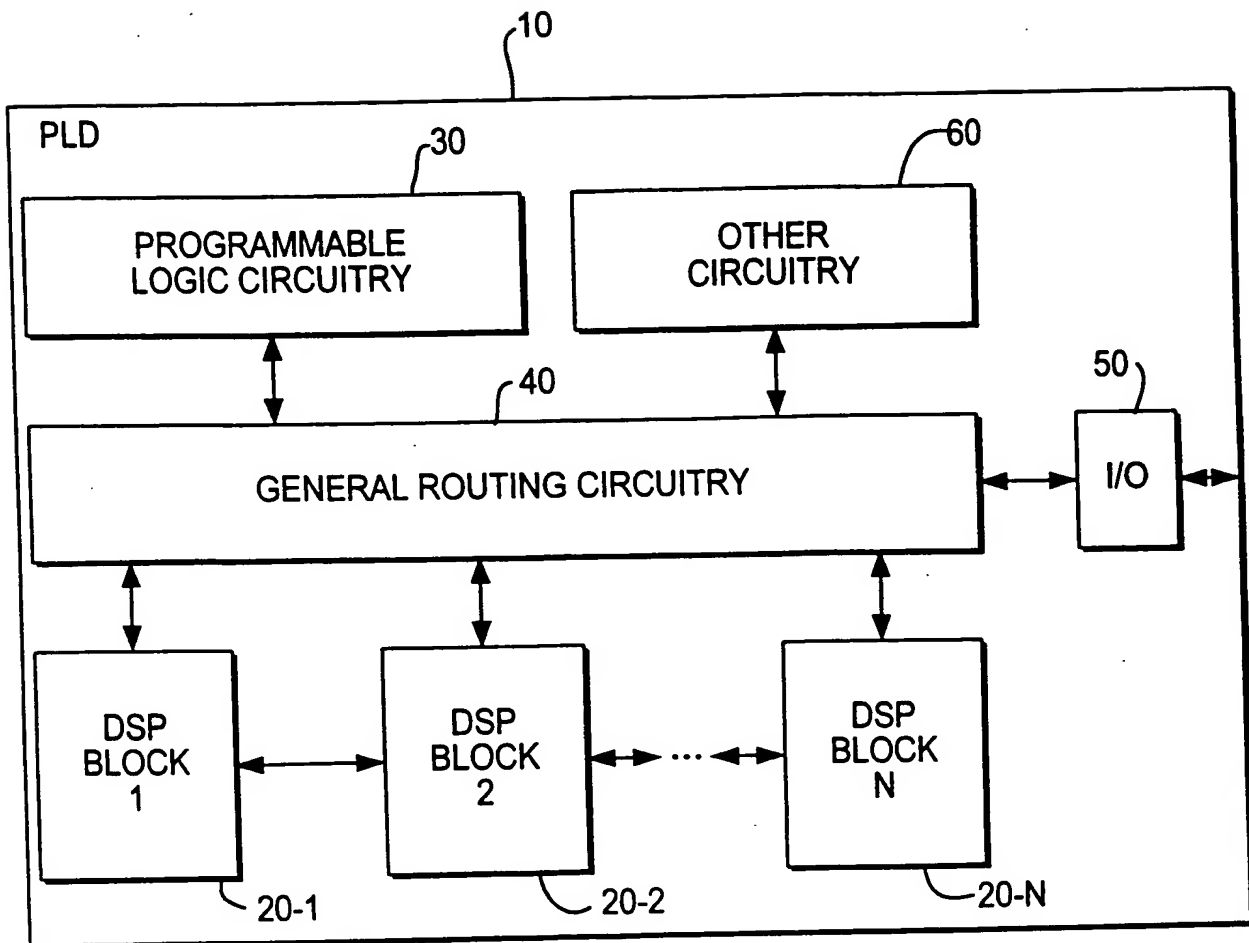 10
PLD
30
60
PROGRAMMABLE
LOGIC CIRCUITRY
OTHER
CIRCUITRY
40
50
GENERAL ROUTING CIRCUITRY
I/O
DSP
BLOCK
1
DSP
BLOCK
2
...
DSP
BLOCK
N
20-1
20-2
20-N